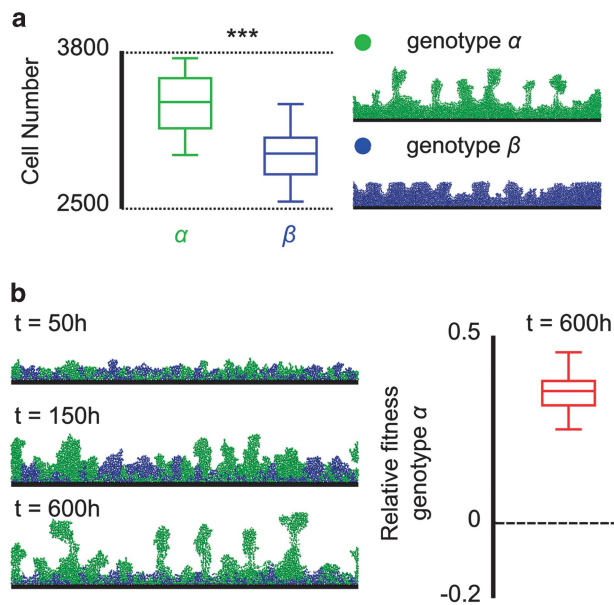 a
3800
***
Cell Number
2500
α
β
genotype α
genotype β
b
t = 50h
t = 150h
t = 600h
0.5
t = 600h
Relative fitness
genotype α
0
-0.2